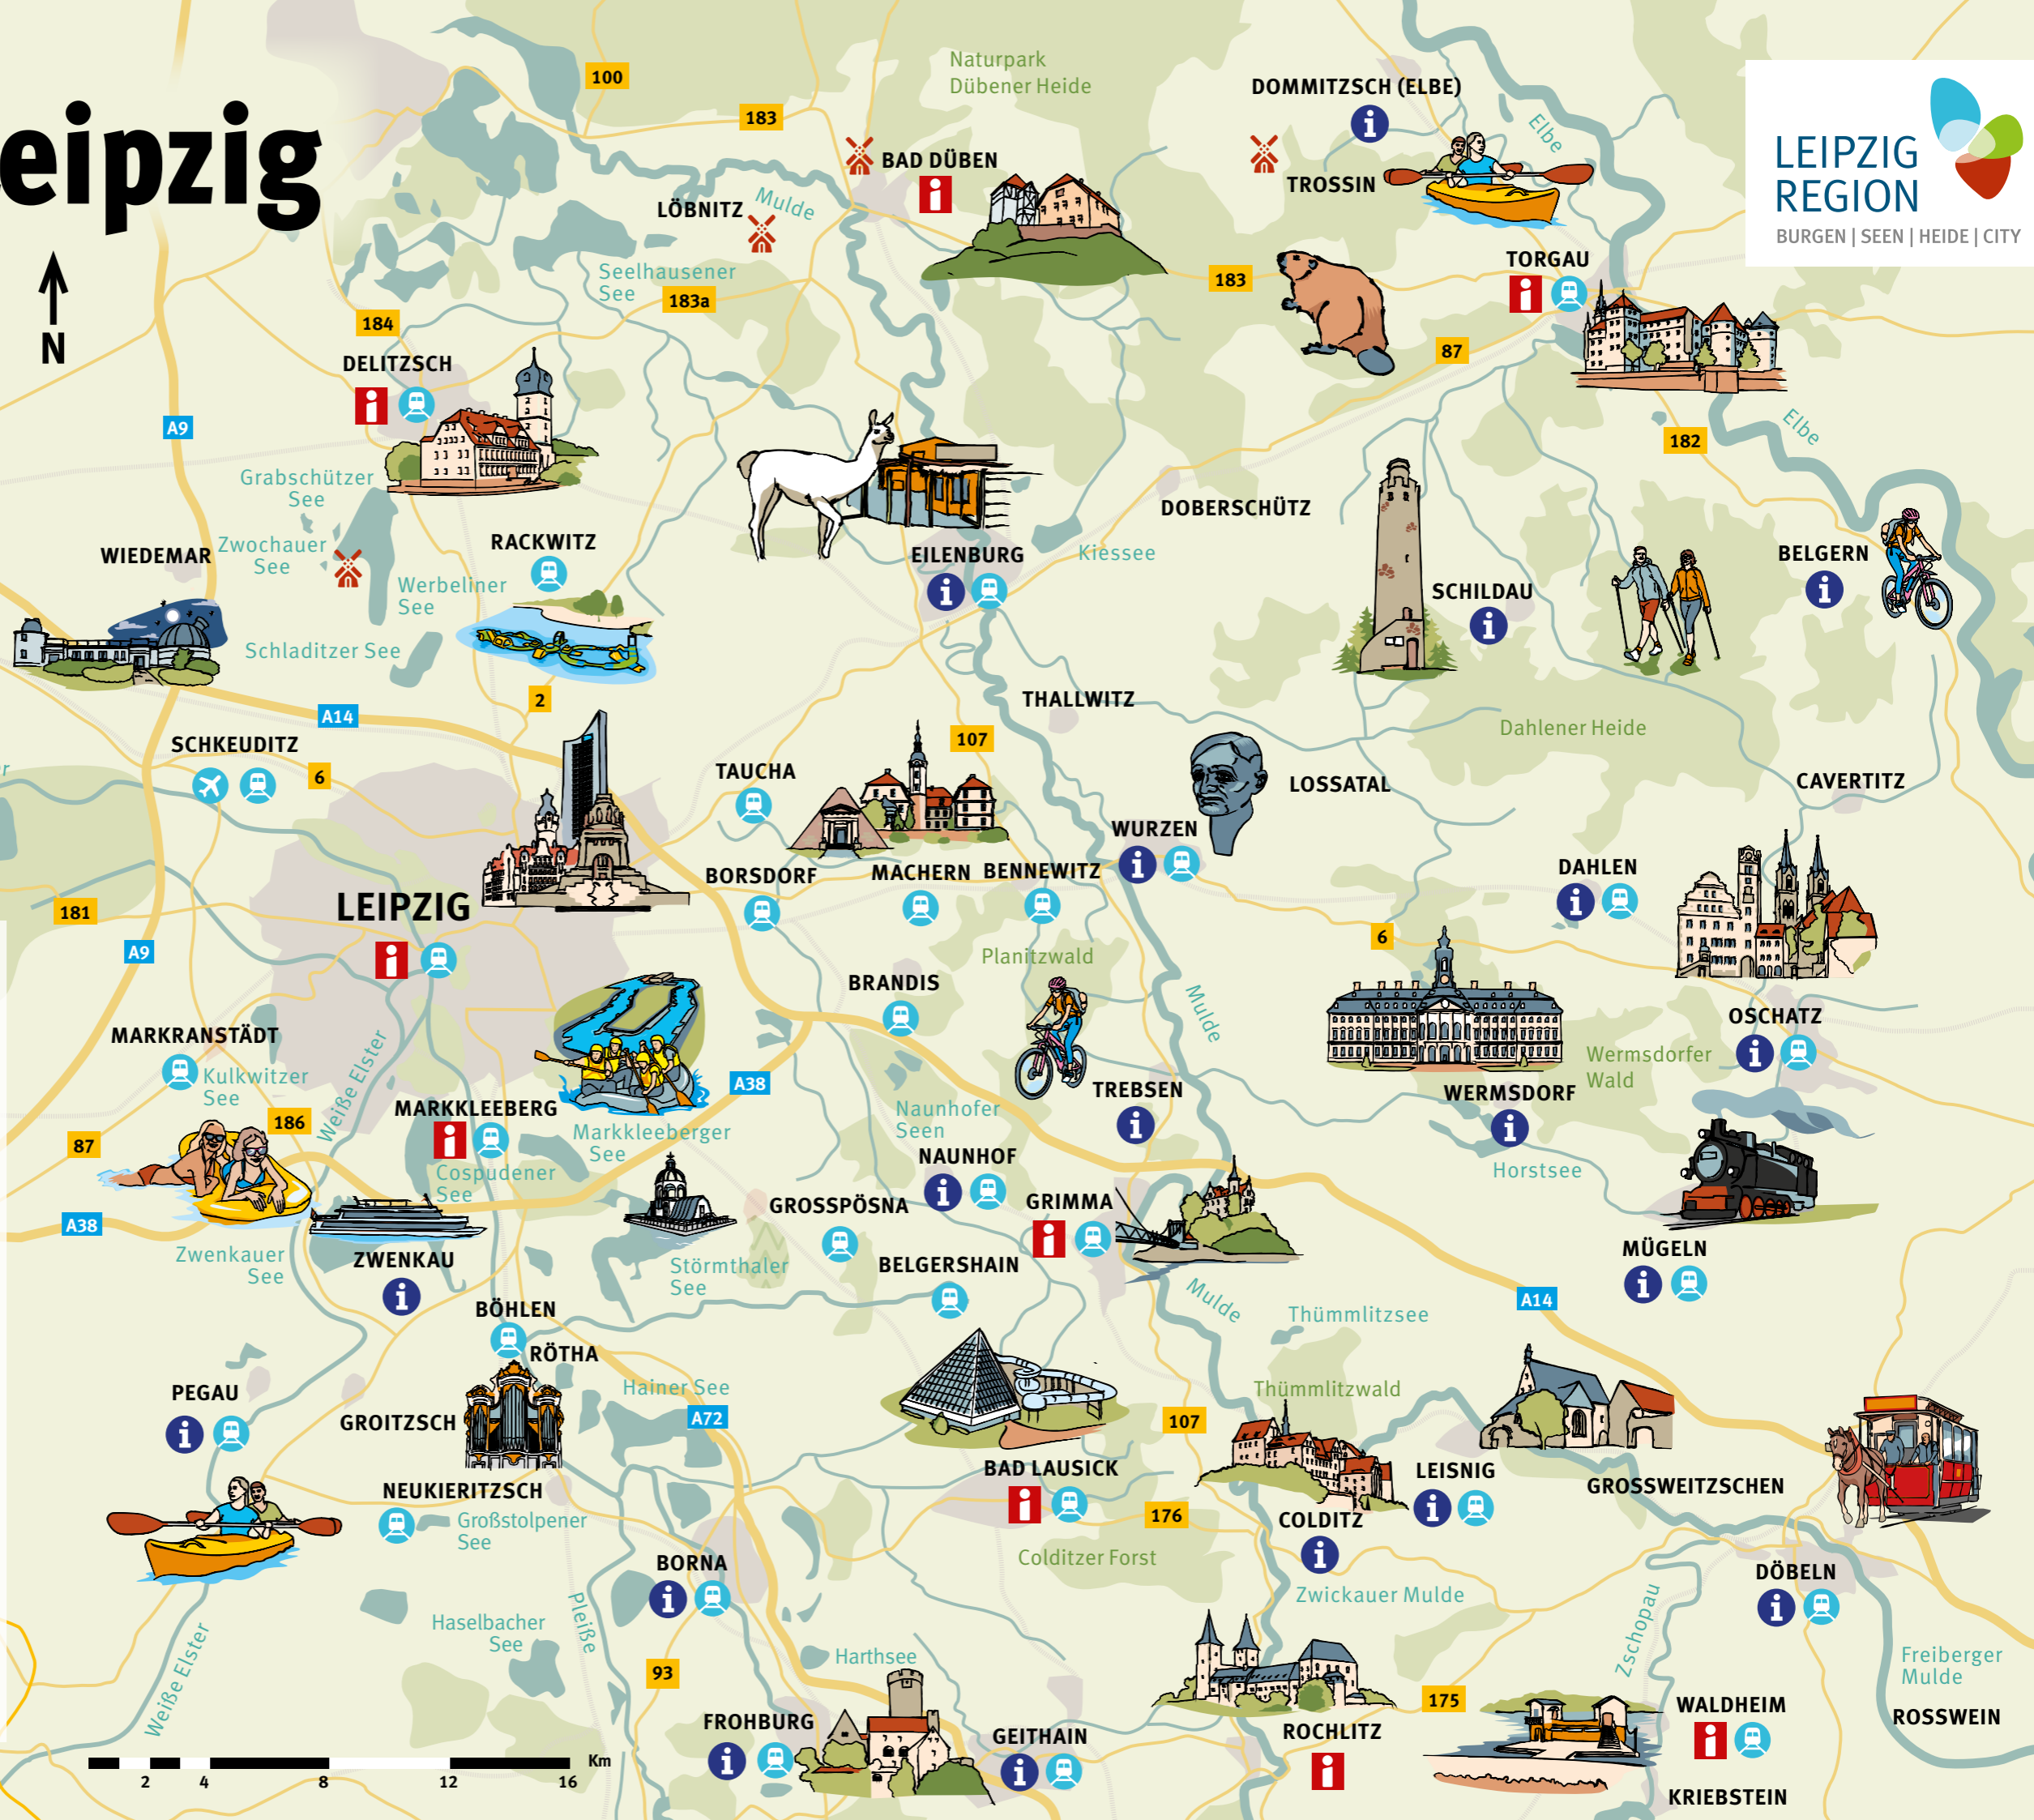 eipzig
N
100
183
Naturpark
Dübener Heide
DOMMITZSCH (ELBE)
i
Elbe
LEIPZIG
REGION
BURGEN | SEEN | HEIDE | CITY
BAD DÜBEN
i
TROSSIN
LÖBNITZ
Mulde
Seelhausener
See
183a
183
TORGAU
i
184
DELITZSCH
i
87
A9
182
Elbe
Grabschützer
See
DOBERSCHÜTZ
WIEDEMAR
Zwochauer
See
RACKWITZ
EILENBURG
i
Kiessee
BELGERN
i
Werbeliner
See
SCHILDAU
i
Schladitzer See
2
THALLWITZ
A14
Dahlener Heide
SCHKEUDITZ
6
107
TAUCHA
LOSSATAL
CAVERTITZ
r
WURZEN
i
BORSDORF
MACHERN
BENNEWITZ
DAHLEN
i
LEIPZIG
i
181
A9
6
Planitzwald
BRANDIS
Mulde
OSCHATZ
i
MARKRANSTÄDT
Kulkwitzer
See
Weiße Elster
Wermsdorfer
Wald
A38
TREBSEN
i
WERMSDORF
i
186
87
MARKKLEEBERG
i
Naunhofer
Seen
Markkleeberger
See
Cospudener
See
NAUNHOF
i
Horstsee
GROSSPÖSNA
GRIMMA
i
A38
Zwenkauer
See
ZWENKAU
i
Störmthaler
See
BELGERSHAIN
MÜGELN
i
BÖHLEN
Mulde
Thümmlitzsee
A14
RÖTHA
PEGAU
i
Hainer See
A72
Thümmlitzwald
GROITZSCH
107
BAD LAUSICK
i
LEISNIG
i
GROSSWEITZSCHEN
NEUKIERITZSCH
Großstolpener
See
176
COLDITZ
i
BORNA
i
Colditzer Forst
DÖBELN
i
Zwickauer Mulde
Pleiße
Haselbacher
See
Zschopau
Weiße Elster
Harthsee
Freiberger
Mulde
93
175
WALDHEIM
i
ROSSWEIN
FROHBURG
i
GEITHAIN
i
ROCHLITZ
i
KRIEBSTEIN
Km
2 4 8 12 16